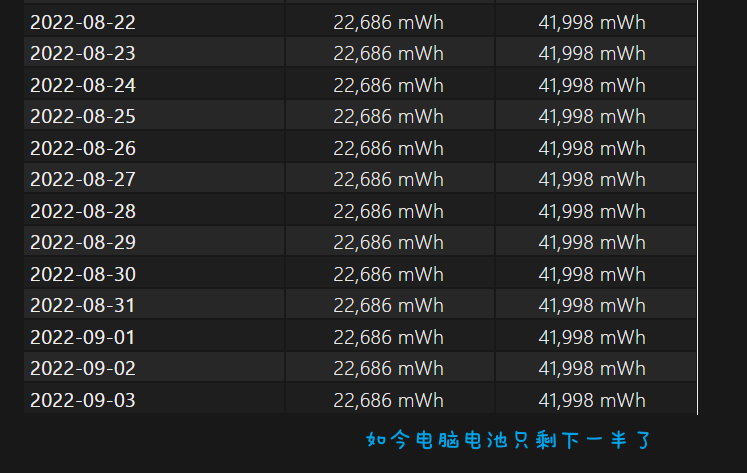 2022-08-22 22,686 mWh 41,998 mWh
2022-08-23 22,686 mWh 41,998 mWh
2022-08-24 22,686 mWh 41,998 mWh
2022-08-25 22,686 mWh 41,998 mWh
2022-08-26 22,686 mWh 41,998 mWh
2022-08-27 22,686 mWh 41,998 mWh
2022-08-28 22,686 mWh 41,998 mWh
2022-08-29 22,686 mWh 41,998 mWh
2022-08-30 22,686 mWh 41,998 mWh
2022-08-31 22,686 mWh 41,998 mWh
2022-09-01 22,686 mWh 41,998 mWh
2022-09-02 22,686 mWh 41,998 mWh
2022-09-03 22,686 mWh 41,998 mWh
如今电脑电池只剩下一半了